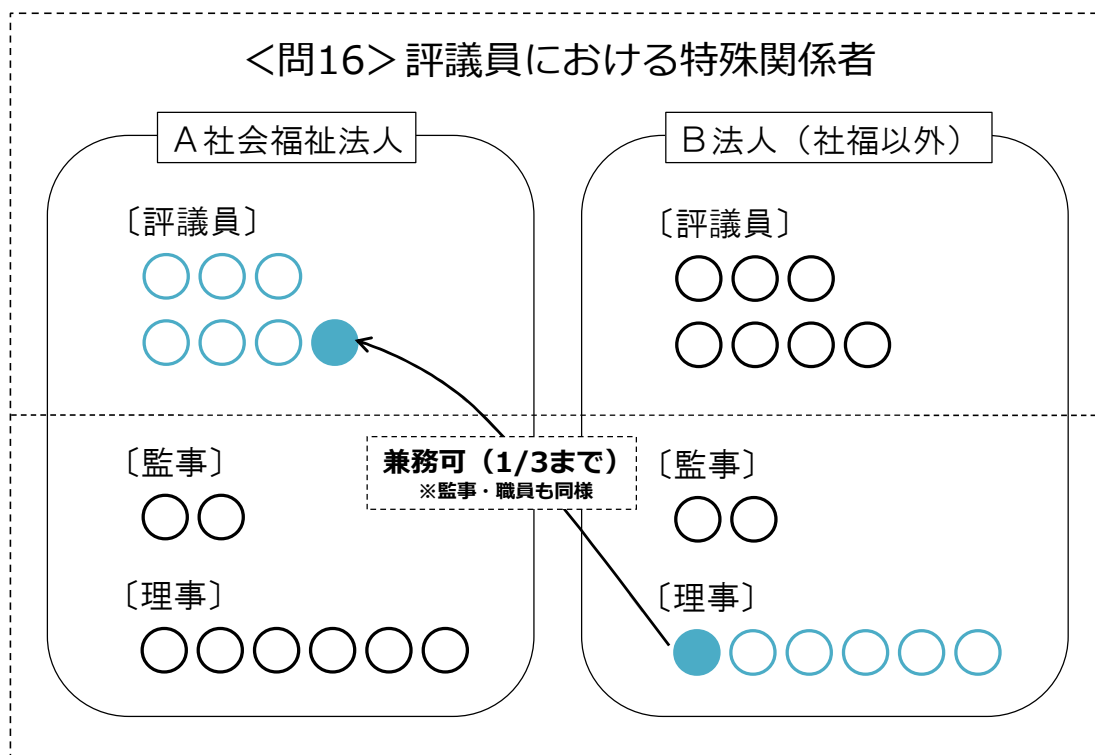 ＜問16＞評議員における特殊関係者
Ａ社会福祉法人
Ｂ法人（社福以外）
〔評議員〕
〔評議員〕
兼務可（1/3まで）
※監事・職員も同様
〔監事〕
〔監事〕
〔理事〕
〔理事〕